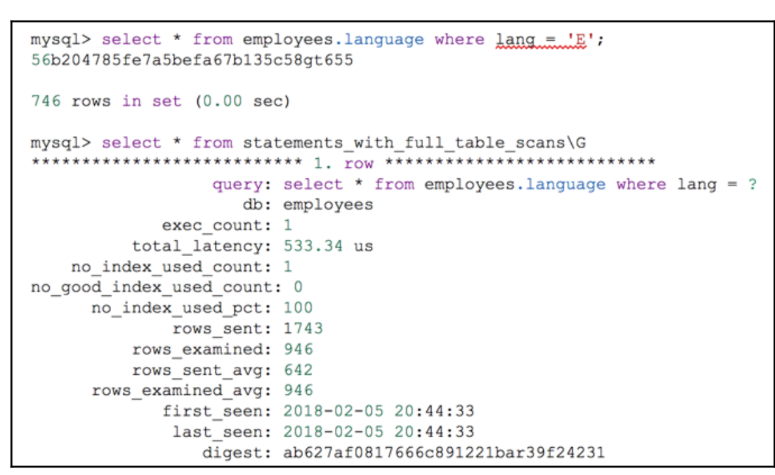 mysql> select * from employees.language where lang = 'E';
56b204785fe7a5befa67b135c58gt655
746 rows in set (0.00 sec)
mysql> select * from statements_with_full_table_scans\G
*************************** 1. row ***************************
query: select * from employees.language where lang = ?
db: employees
exec_count: 1
total_latency: 533.34 us
no_index_used_count: 1
no_good_index_used_count: 0
no_index_used_pct: 100
rows_sent: 1743
rows_examined: 946
rows_sent_avg: 642
rows_examined_avg: 946
first_seen: 2018-02-05 20:44:33
last_seen: 2018-02-05 20:44:33
digest: ab627af0817666c891221bar39f24231